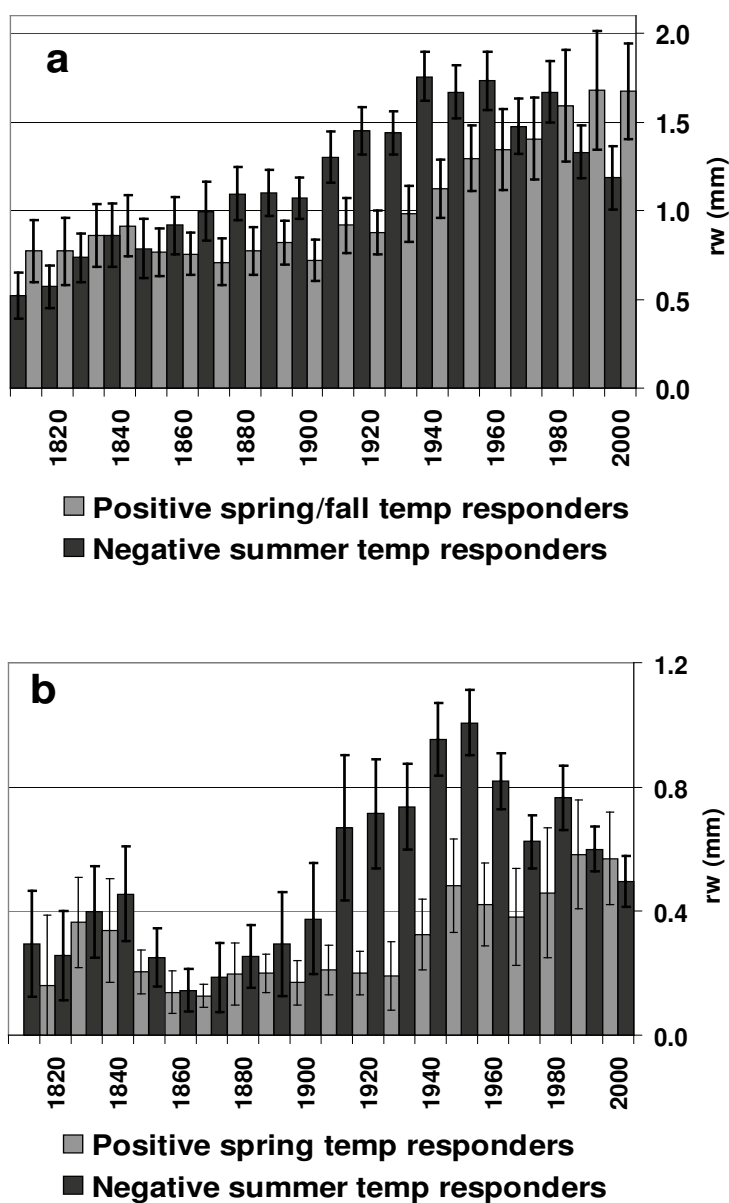 a
2.0
1.5
1.0
0.5
0.0
rw (mm)
1820 1840 1860 1880 1900 1920 1940 1960 1980 2000
Positive spring/fall temp responders
Negative summer temp responders
b
1.2
0.8
0.4
0.0
rw (mm)
1820 1840 1860 1880 1900 1920 1940 1960 1980 2000
Positive spring temp responders
Negative summer temp responders